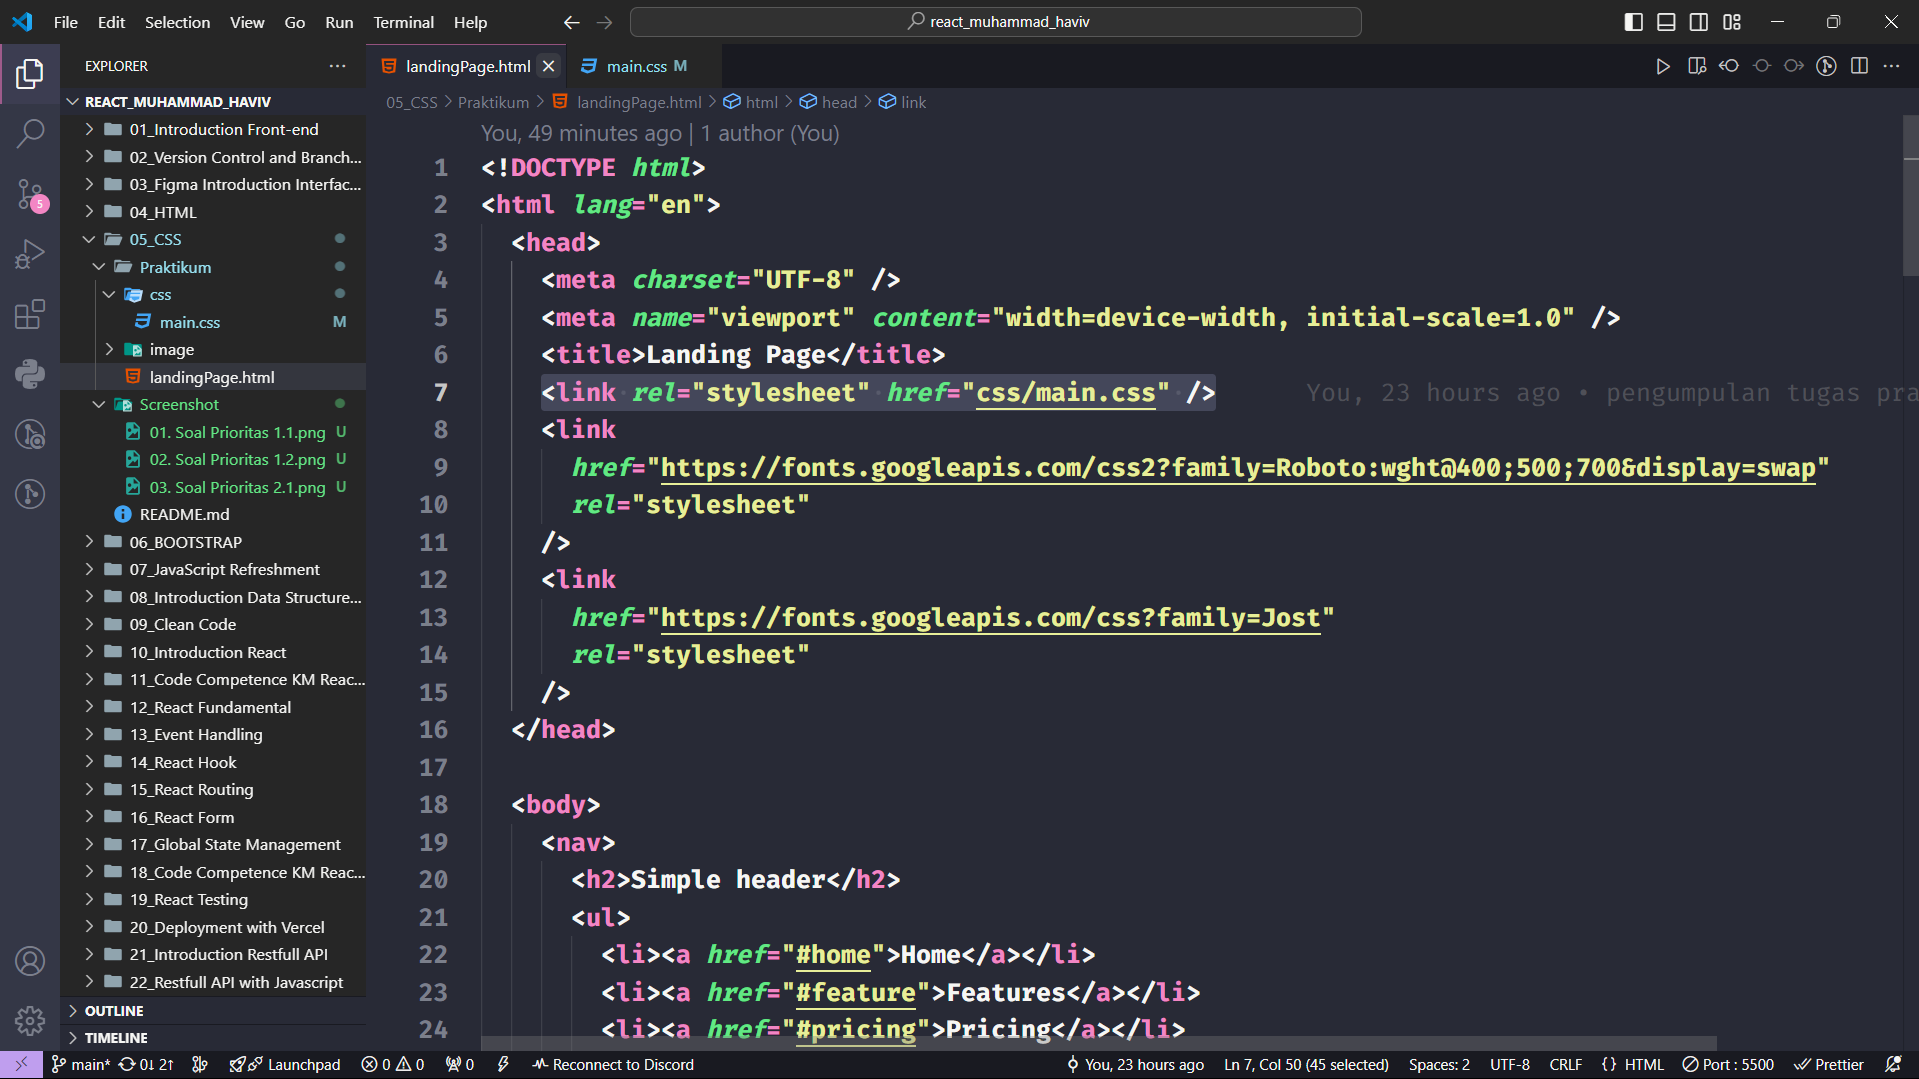 File Edit Selection View Go Run Terminal Help
react_muhammad_haviv
EXPLORER
landingPage.html
main.css M
REACT_MUHAMMAD_HAVIV
01_Introduction Front-end
02_Version Control and Branch...
03_Figma Introduction Interfac...
04_HTML
05_CSS
Praktikum
css
main.css M
image
landingPage.html
Screenshot
01. Soal Prioritas 1.1.png U
02. Soal Prioritas 1.2.png U
03. Soal Prioritas 2.1.png U
README.md
06_BOOTSTRAP
07_JavaScript Refreshment
08_Introduction Data Structure...
09_Clean Code
10_Introduction React
11_Code Competence KM Reac...
12_React Fundamental
13_Event Handling
14_React Hook
15_React Routing
16_React Form
17_Global State Management
18_Code Competence KM Reac...
19_React Testing
20_Deployment with Vercel
21_Introduction Restfull API
22_Restfull API with Javascript
OUTLINE
TIMELINE
5
05_CSS > Praktikum > landingPage.html > html > head > link
You, 49 minutes ago | 1 author (You)
1 <!DOCTYPE html>
2 <html lang="en">
3 <head>
4 <meta charset="UTF-8" />
5 <meta name="viewport" content="width=device-width, initial-scale=1.0" />
6 <title>Landing Page</title>
7 <link rel="stylesheet" href="css/main.css" /> You, 23 hours ago • pengumpulan tugas pra
8 <link
9 href="https://fonts.googleapis.com/css2?family=Roboto:wght@400;500;700&display=swap"
10 rel="stylesheet"
11 />
12 <link
13 href="https://fonts.googleapis.com/css?family=Jost"
14 rel="stylesheet"
15 />
16 </head>
17
18 <body>
19 <nav>
20 <h2>Simple header</h2>
21 <ul>
22 <li><a href="#home">Home</a></li>
23 <li><a href="#feature">Features</a></li>
24 <li><a href="#pricing">Pricing</a></li>
main* 0↓ 2↑ Launchpad 0 0 0 Reconnect to Discord You, 23 hours ago Ln 7, Col 50 (45 selected) Spaces: 2 UTF-8 CRLF {} HTML Port : 5500 Prettier